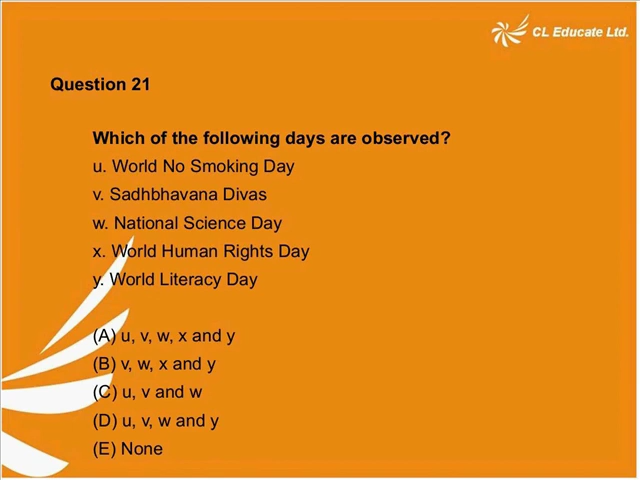 CL Educate Ltd.
Question 21
Which of the following days are observed?
u. World No Smoking Day
v. Sadhbhavana Divas
w. National Science Day
x. World Human Rights Day
y. World Literacy Day
(A) u, v, w, x and y
(B) v, w, x and y
(C) u, v and w
(D) u, v, w and y
(E) None